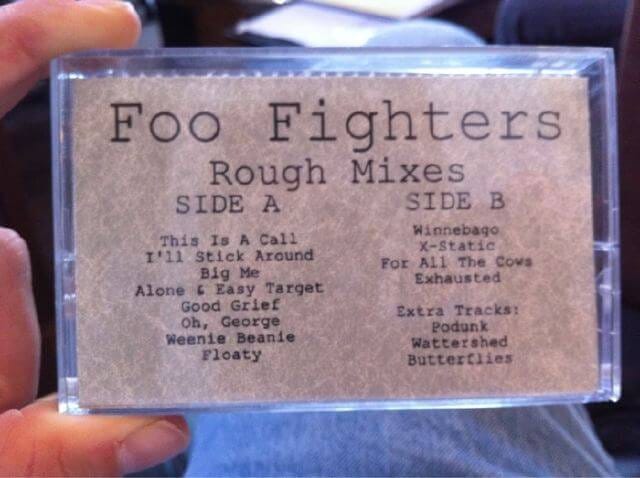 Foo Fighters
Rough Mixes
SIDE A
This Is A Call
I'll Stick Around
Big Me
Alone & Easy Target
Good Grief
Oh, George
Weenie Beanie
Floaty
SIDE B
Winnebago
X-Static
For All The Cows
Exhausted
Extra Tracks:
Podunk
Wattershed
Butterflies